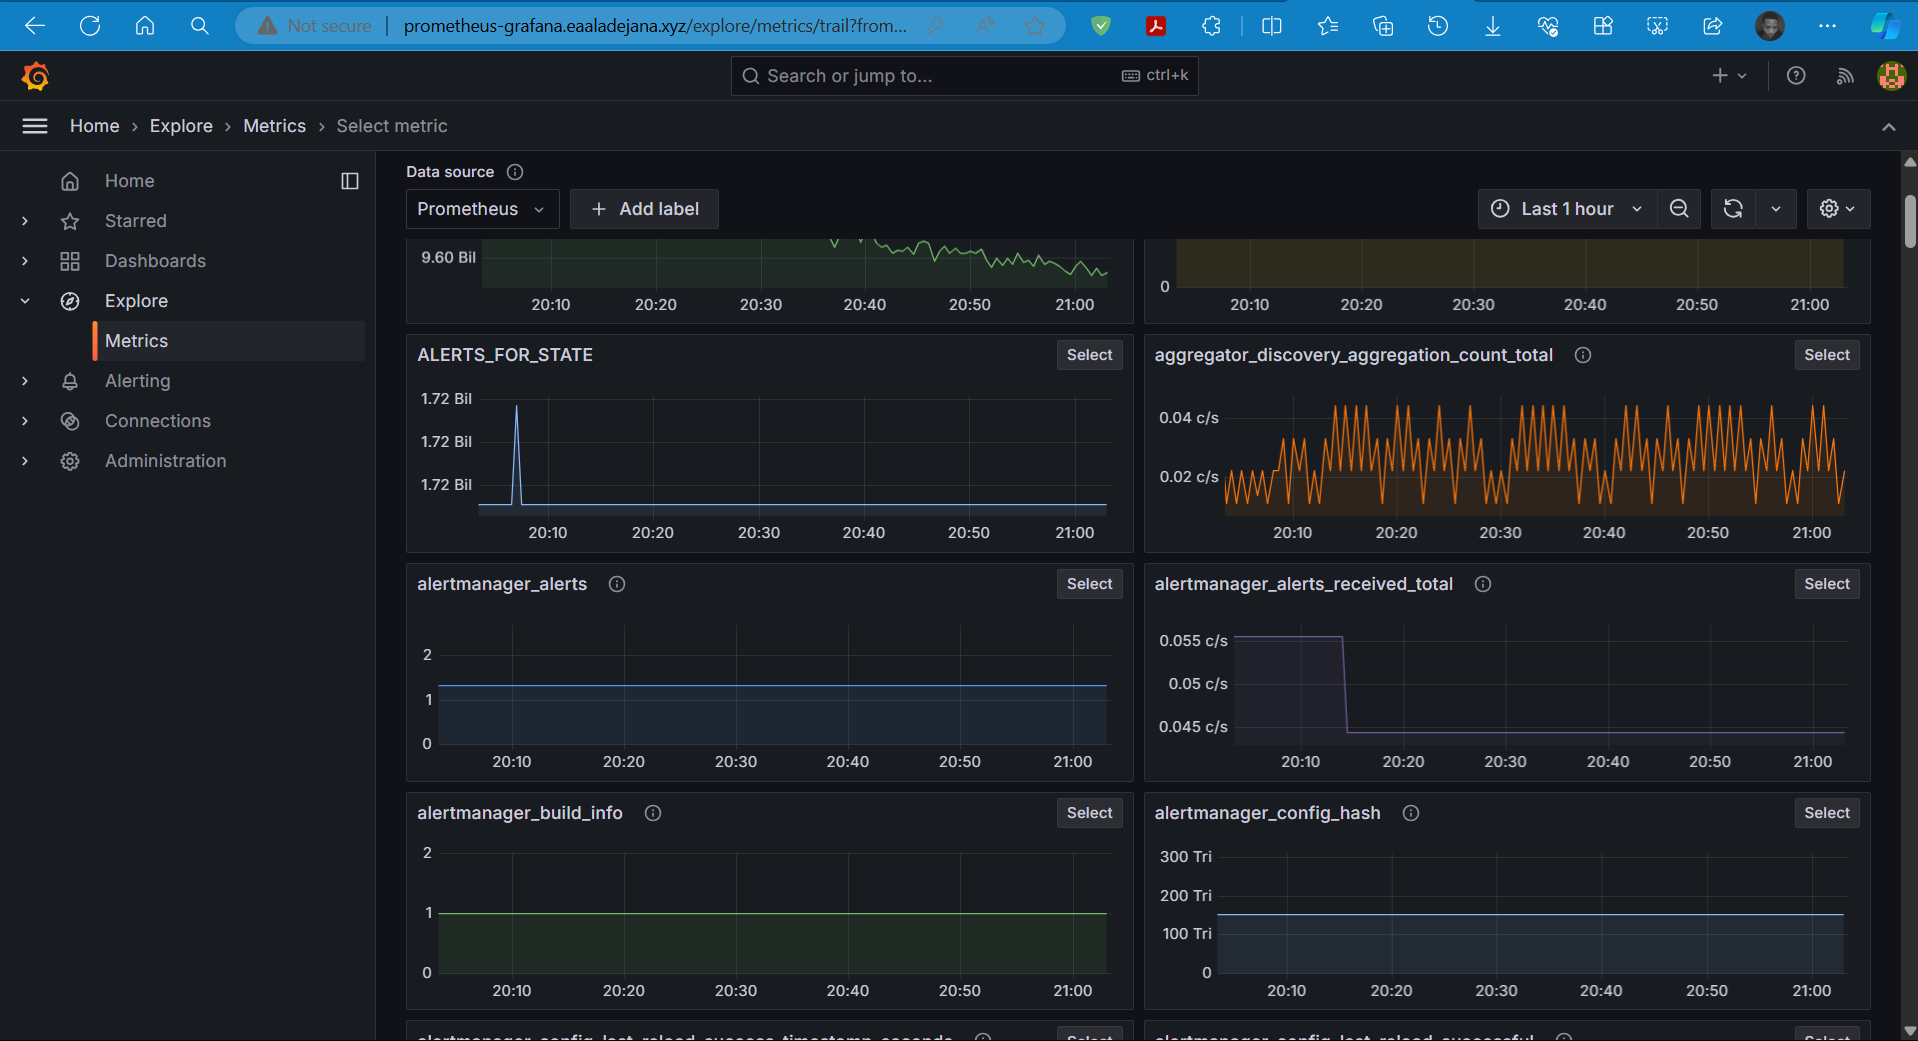 Not secure
prometheus-grafana.eaaladejana.xyz/explore/metrics/trail?from...
Search or jump to...
ctrl+k
Home › Explore › Metrics › Select metric
Home
Starred
Dashboards
Explore
Metrics
Alerting
Connections
Administration
Data source
Prometheus
+ Add label
Last 1 hour
9.60 Bil
20:10 20:20 20:30 20:40 20:50 21:00
0
20:10 20:20 20:30 20:40 20:50 21:00
ALERTS_FOR_STATE
Select
1.72 Bil
1.72 Bil
1.72 Bil
20:10 20:20 20:30 20:40 20:50 21:00
aggregator_discovery_aggregation_count_total
Select
0.04 c/s
0.02 c/s
20:10 20:20 20:30 20:40 20:50 21:00
alertmanager_alerts
Select
2
1
0
20:10 20:20 20:30 20:40 20:50 21:00
alertmanager_alerts_received_total
Select
0.055 c/s
0.05 c/s
0.045 c/s
20:10 20:20 20:30 20:40 20:50 21:00
alertmanager_build_info
Select
2
1
0
20:10 20:20 20:30 20:40 20:50 21:00
alertmanager_config_hash
Select
300 Tri
200 Tri
100 Tri
0
20:10 20:20 20:30 20:40 20:50 21:00
alertmanager_config_last_reload_success_timestamp_seconds
Select
alertmanager_config_last_reload_successful
Select